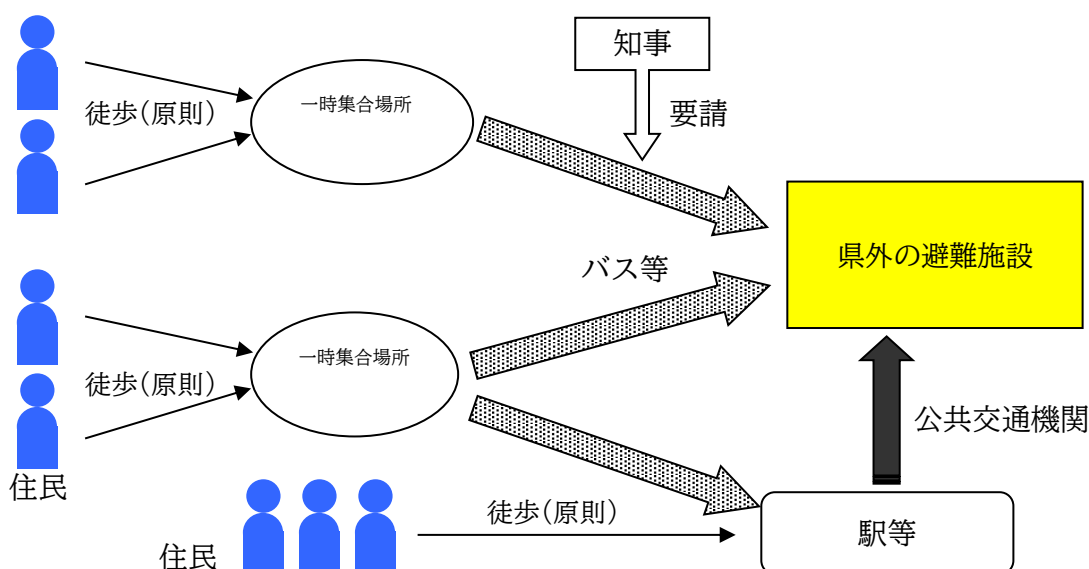 知事
一時集合場所
徒歩(原則)
要請
県外の避難施設
バス等
一時集合場所
徒歩(原則)
公共交通機関
住民
徒歩(原則)
駅等
住民